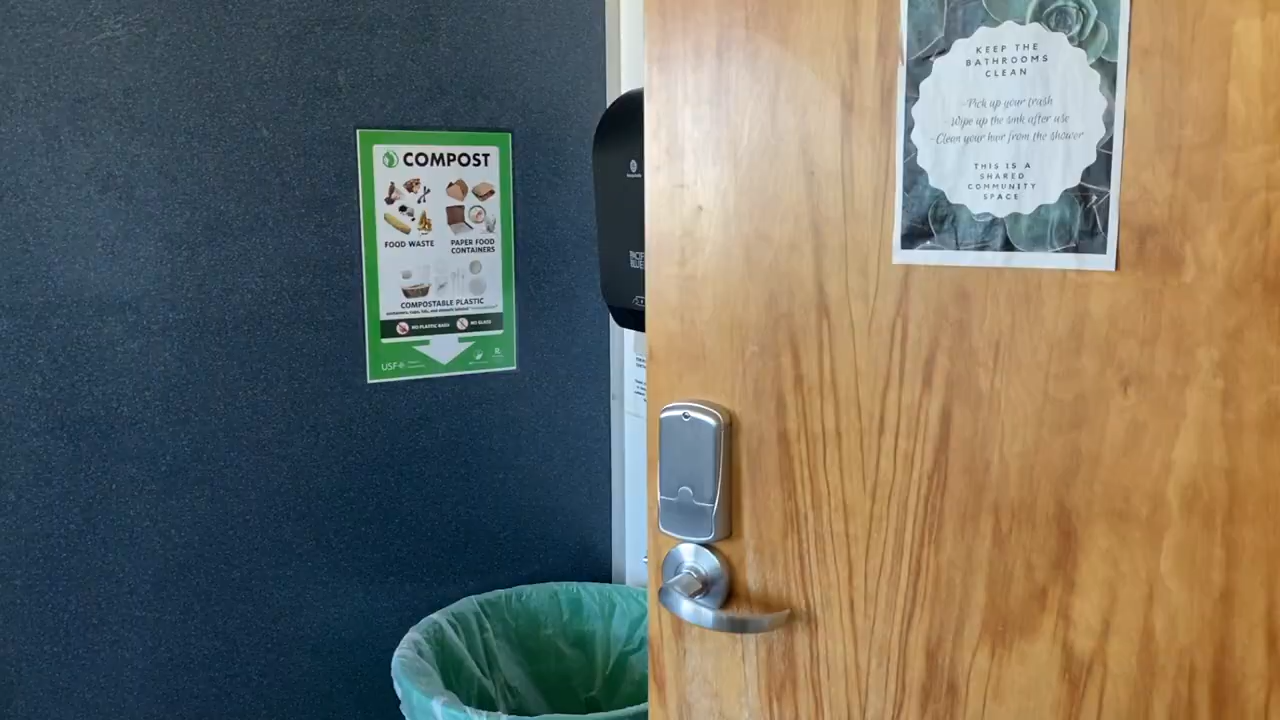 COMPOST
FOOD WASTE
PAPER FOOD
CONTAINERS
COMPOSTABLE PLASTIC
NO PLASTIC BAGS
NO GLASS
USF
PACIFIC
BLUE
KEEP THE
BATHROOMS
CLEAN
-Pick up your trash
-Wipe up the sink after use
-Clean your hair from the shower
THIS IS A
SHARED
COMMUNITY
SPACE